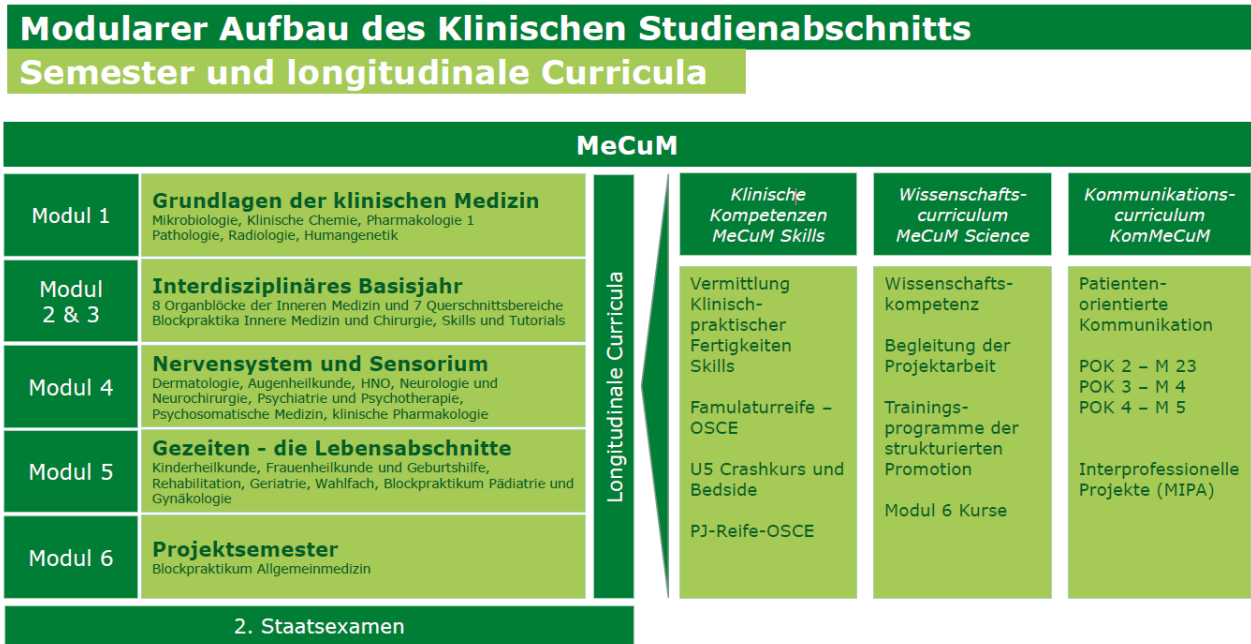 Modularer Aufbau des Klinischen Studienabschnitts
Semester und longitudinale Curricula
MeCuM
Modul 1
Grundlagen der klinischen Medizin
Mikrobiologie, Klinische Chemie, Pharmakologie 1
Pathologie, Radiologie, Humangenetik
Modul
2 & 3
Interdisziplinäres Basisjahr
8 Organblöcke der Inneren Medizin und 7 Querschnittsbereiche
Blockpraktika Innere Medizin und Chirurgie, Skills und Tutorials
Modul 4
Nervensystem und Sensorium
Dermatologie, Augenheilkunde, HNO, Neurologie und
Neurochirurgie, Psychiatrie und Psychotherapie,
Psychosomatische Medizin, klinische Pharmakologie
Modul 5
Gezeiten - die Lebensabschnitte
Kinderheilkunde, Frauenheilkunde und Geburtshilfe,
Rehabilitation, Geriatrie, Wahlfach, Blockpraktikum Pädiatrie und
Gynäkologie
Modul 6
Projektsemester
Blockpraktikum Allgemeinmedizin
2. Staatsexamen
Longitudinale Curricula
Klinische
Kompetenzen
MeCuM Skills
Vermittlung
Klinisch-
praktischer
Fertigkeiten
Skills
Famulaturreife –
OSCE
U5 Crashkurs und
Bedside
PJ-Reife-OSCE
Wissenschafts-
curriculum
MeCuM Science
Wissenschafts-
kompetenz
Begleitung der
Projektarbeit
Trainings-
programme der
strukturierten
Promotion
Modul 6 Kurse
Kommunikations-
curriculum
KomMeCuM
Patienten-
orientierte
Kommunikation
POK 2 – M 23
POK 3 – M 4
POK 4 – M 5
Interprofessionelle
Projekte (MIPA)